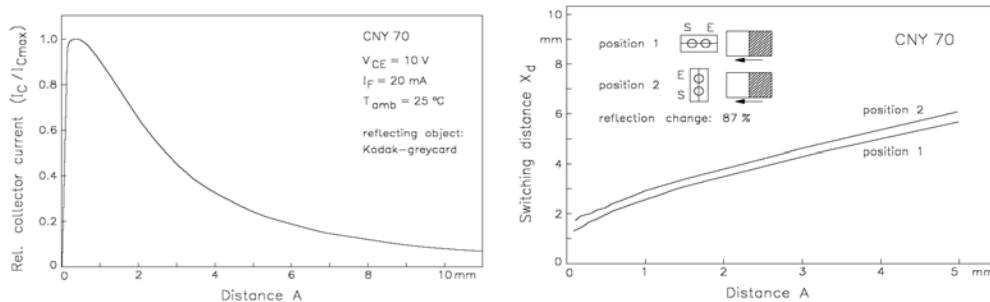 Rel. collector current (I_C/I_Cmax)
1.0
0.8
0.6
0.4
0.2
0
CNY 70
V_CE = 10 V
I_F = 20 mA
T_amb = 25 °C
reflecting object:
Kodak-greycard
0 2 4 6 8 10 mm
Distance A
Switching distance X_d
10
mm
8
6
4
2
0
S E
position 1
E
position 2
S
reflection change: 87 %
CNY 70
position 2
position 1
0 1 2 3 4 5 mm
Distance A